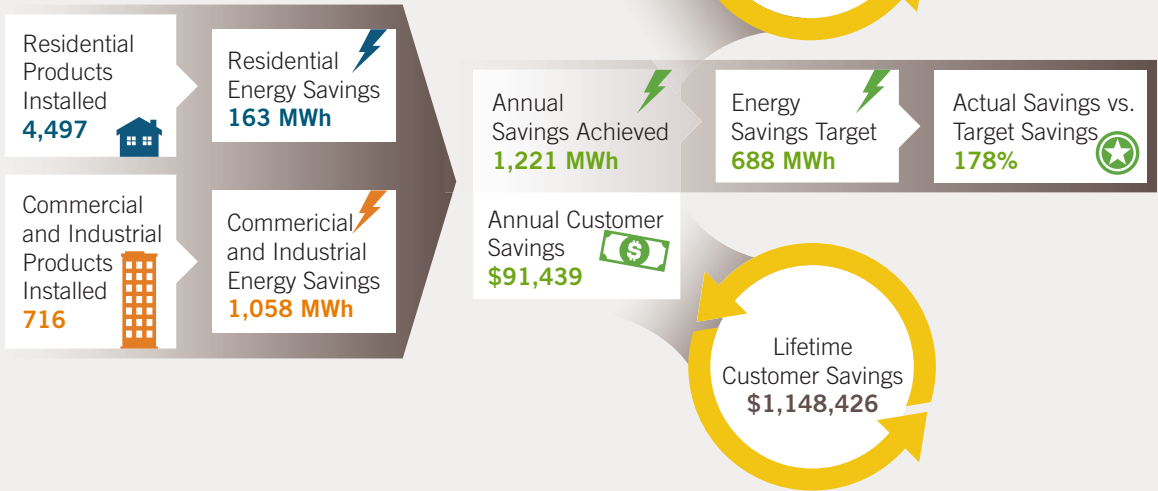 Residential
Products
Installed
4,497
Residential
Energy Savings
163 MWh
Commercial
and Industrial
Products
Installed
716
Commericial
and Industrial
Energy Savings
1,058 MWh
Annual
Savings Achieved
1,221 MWh
Energy
Savings Target
688 MWh
Actual Savings vs.
Target Savings
178%
Annual Customer
Savings
$
$91,439
Lifetime
Customer Savings
$1,148,426